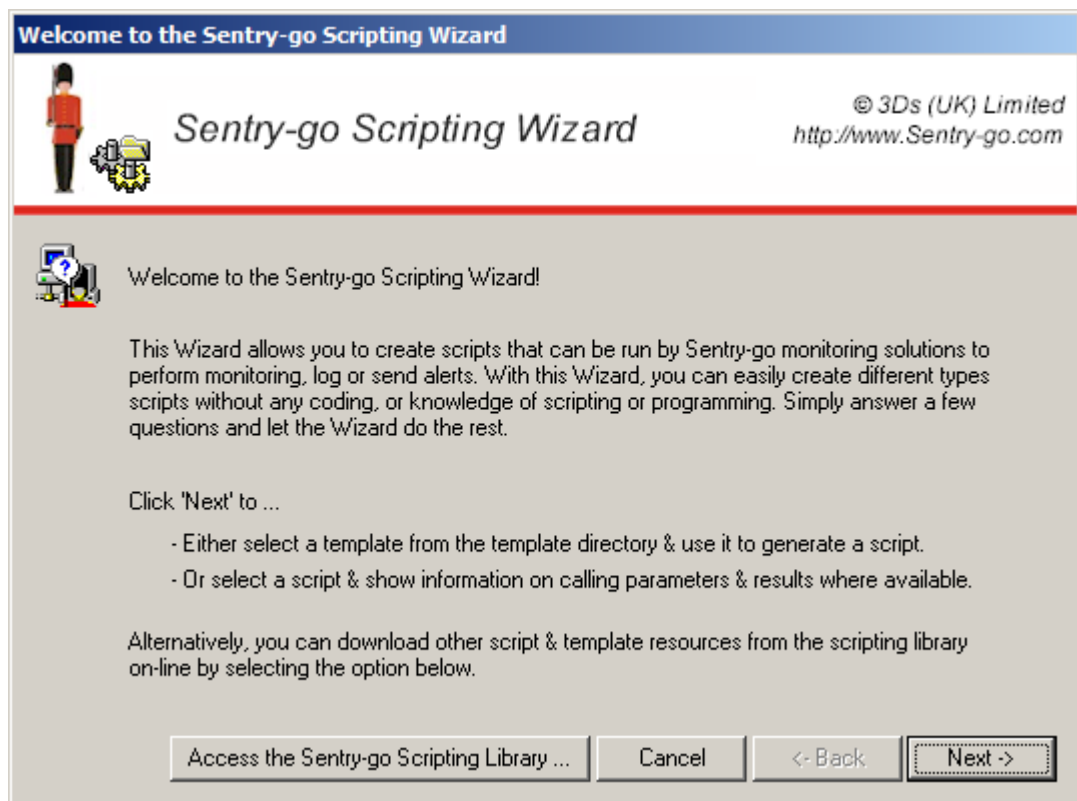 Welcome to the Sentry-go Scripting Wizard
Sentry-go Scripting Wizard
© 3Ds (UK) Limited
http://www.Sentry-go.com
?
Welcome to the Sentry-go Scripting Wizard!
This Wizard allows you to create scripts that can be run by Sentry-go monitoring solutions to
perform monitoring, log or send alerts. With this Wizard, you can easily create different types
scripts without any coding, or knowledge of scripting or programming. Simply answer a few
questions and let the Wizard do the rest.
Click 'Next' to ...
- Either select a template from the template directory & use it to generate a script.
- Or select a script & show information on calling parameters & results where available.
Alternatively, you can download other script & template resources from the scripting library
on-line by selecting the option below.
Access the Sentry-go Scripting Library ...
Cancel
<- Back
Next ->